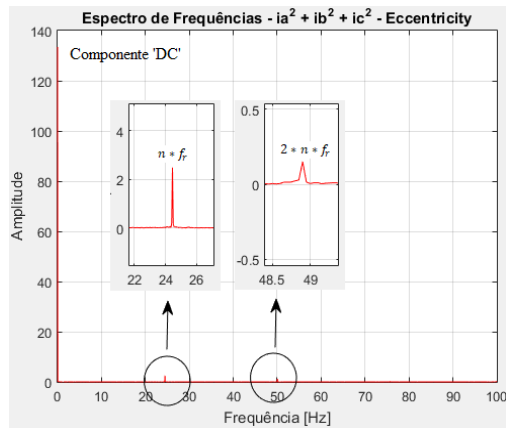 Espectro de Frequências - ia² + ib² + ic² - Eccentricity
Componente 'DC'
Amplitude
140
120
100
80
60
40
20
0
4
2
0
n * fᵣ
22 24 26
0.5
0
-0.5
2 * n * fᵣ
48.5 49
0 10 20 30 40 50 60 70 80 90 100
Frequência [Hz]